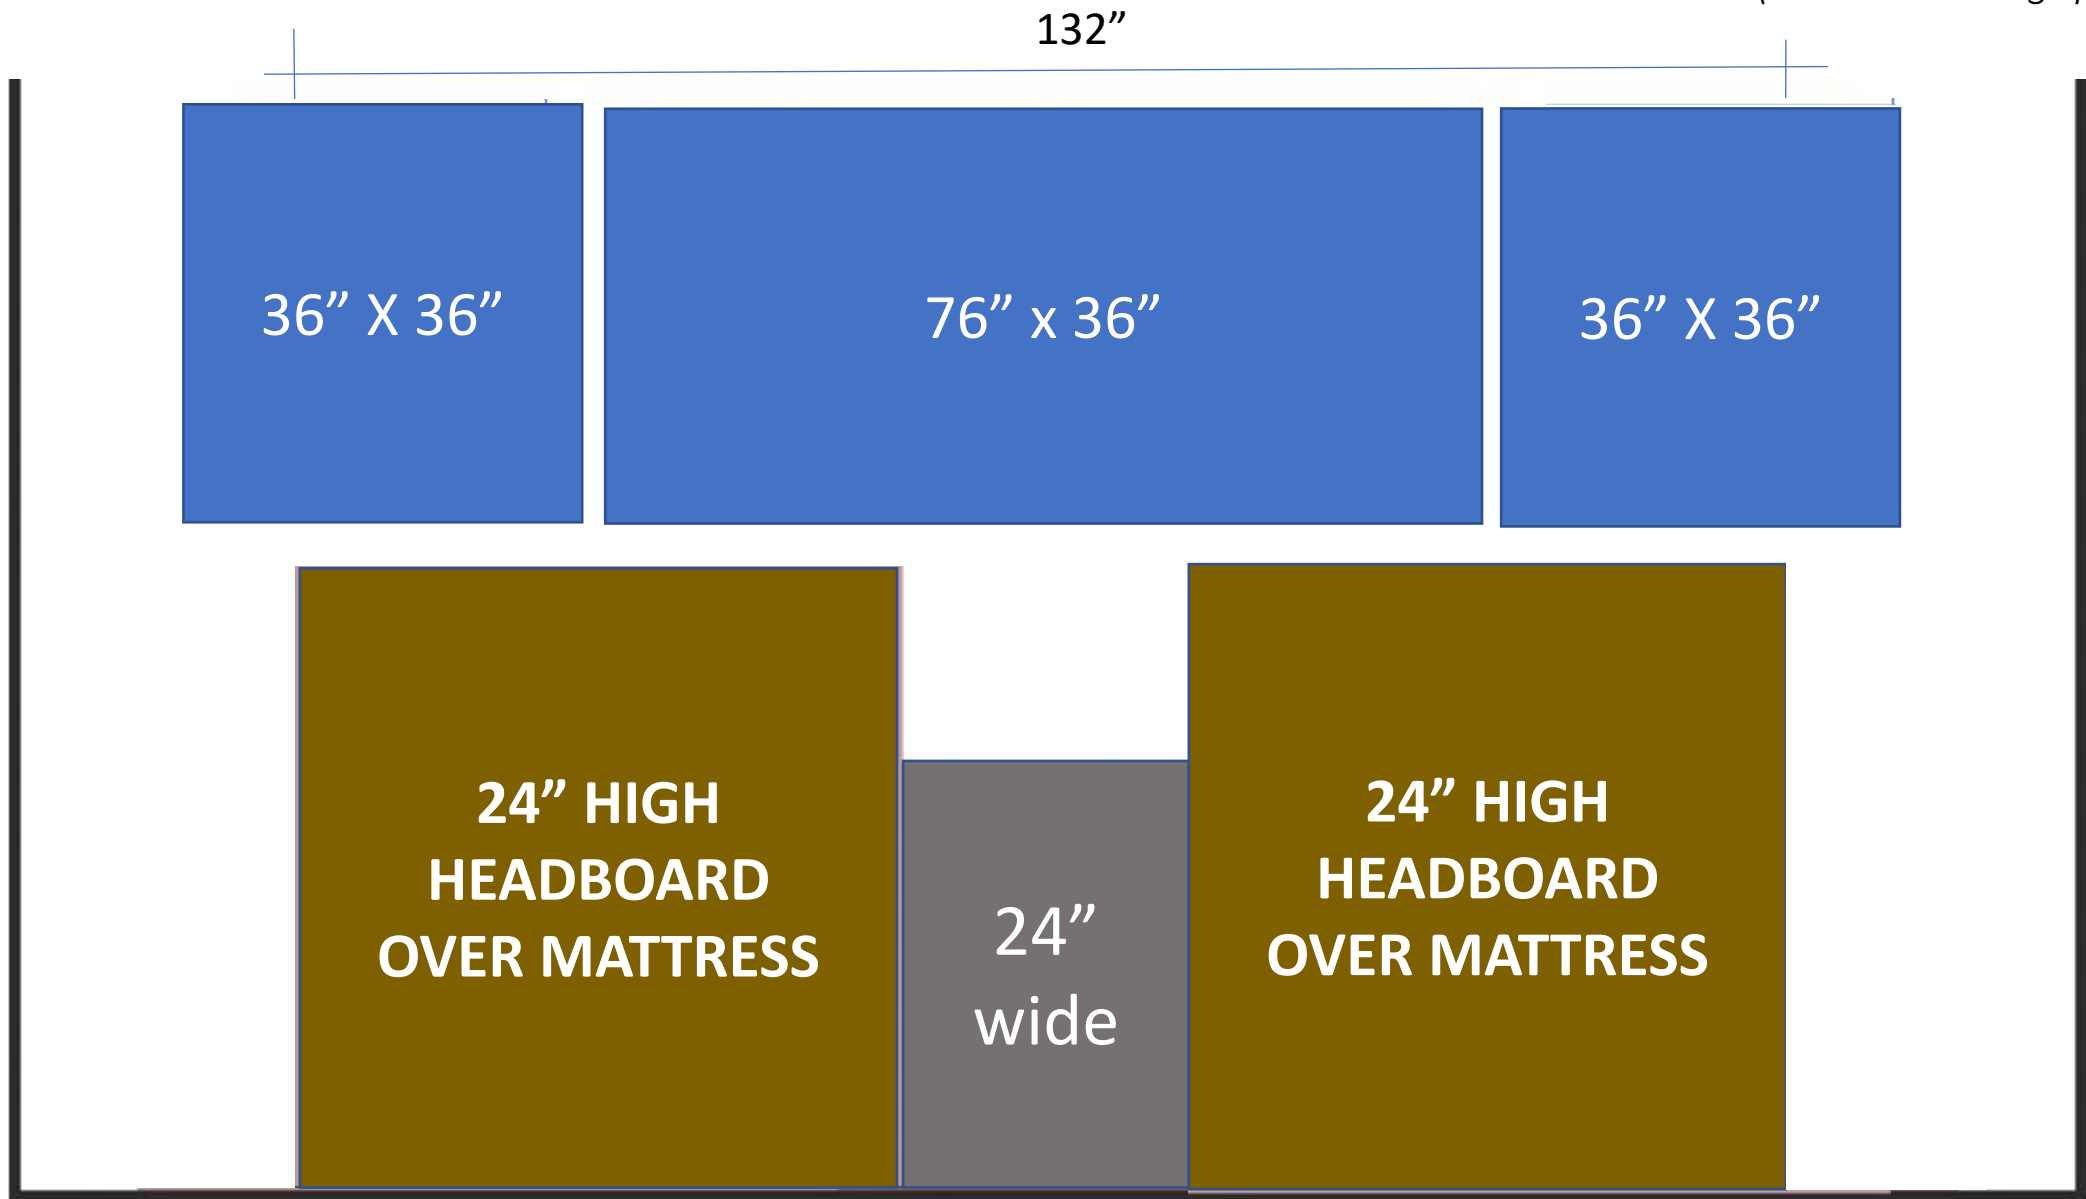 132”
36” X 36”
76” x 36”
36” X 36”
24” HIGH
HEADBOARD
OVER MATTRESS
24”
wide
24” HIGH
HEADBOARD
OVER MATTRESS